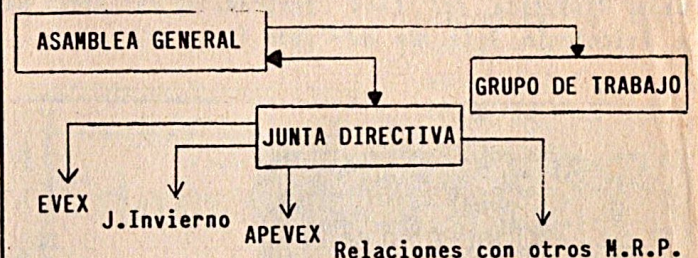 ASAMBLEA GENERAL
GRUPO DE TRABAJO
JUNTA DIRECTIVA
EVEX
J.Invierno
APEVEX
Relaciones con otros M.R.P.